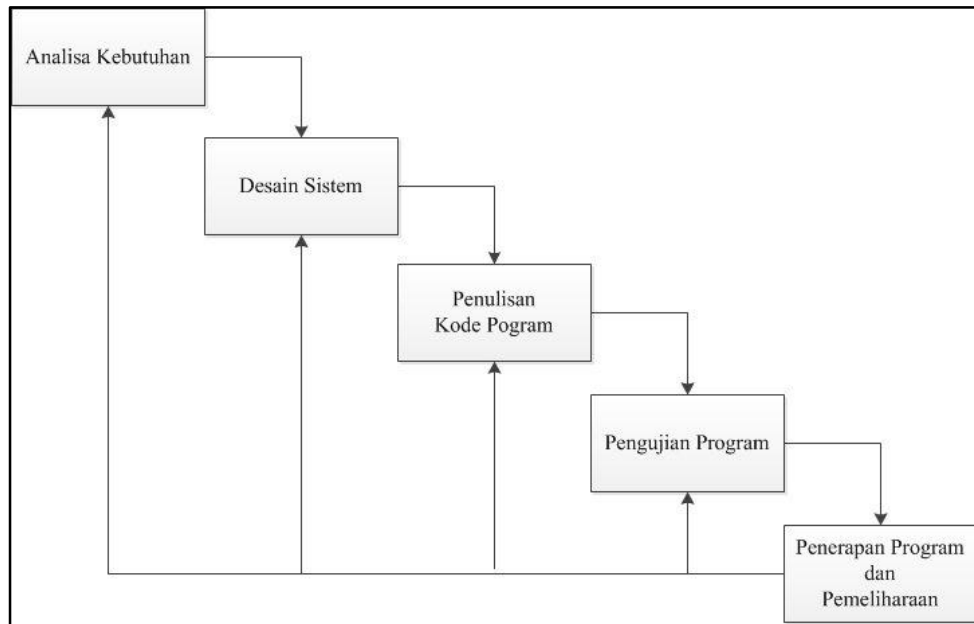 Analisa Kebutuhan
Desain Sistem
Penulisan
Kode Pogram
Pengujian Program
Penerapan Program
dan
Pemeliharaan